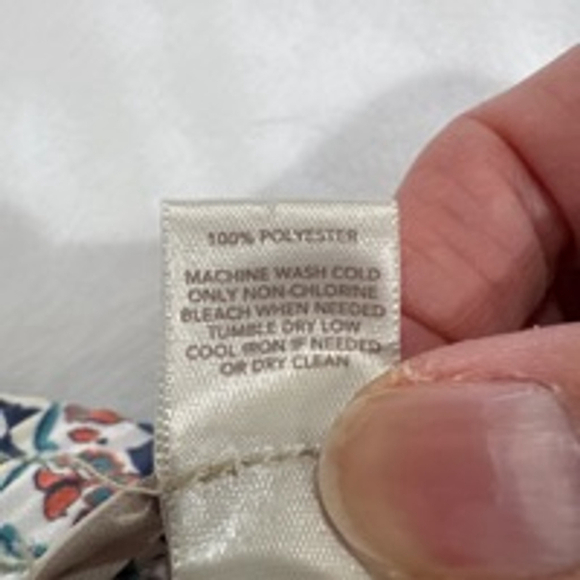 100% POLYESTER
MACHINE WASH COLD
ONLY NON-CHLORINE
BLEACH WHEN NEEDED
TUMBLE DRY LOW
COOL IRON IF NEEDED
OR DRY CLEAN